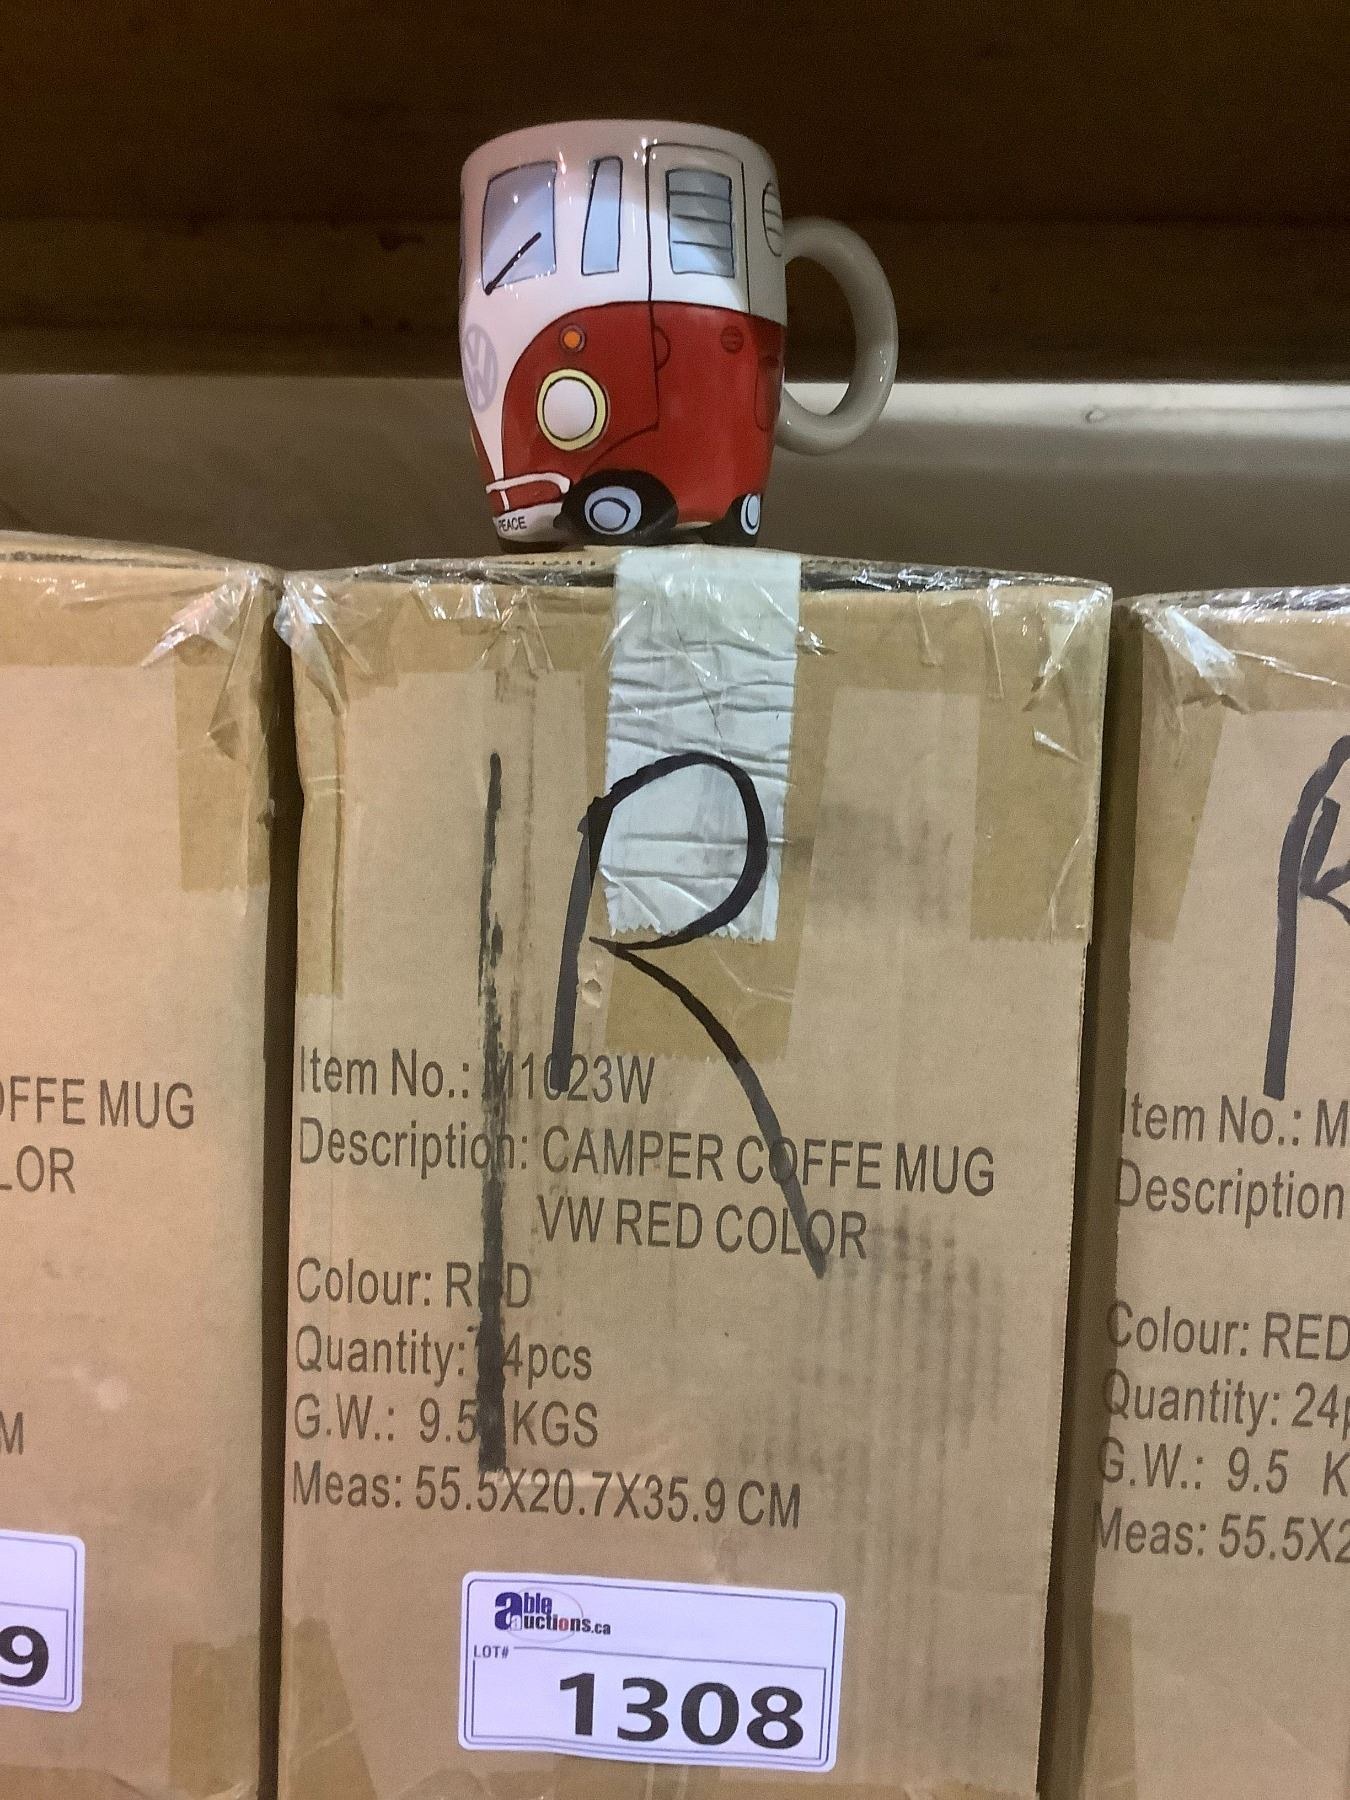 VW
PEACE
R
Item No.: M1023W
Description: CAMPER COFFE MUG
VW RED COLOR
Colour: RED
Quantity: 24pcs
G.W.: 9.5 KGS
Meas: 55.5X20.7X35.9 CM
able auctions.ca
LOT#
1308
OFFE MUG
LOR
M
9
R
Item No.: M
Description
Colour: RED
Quantity: 24p
G.W.: 9.5 K
Meas: 55.5X2